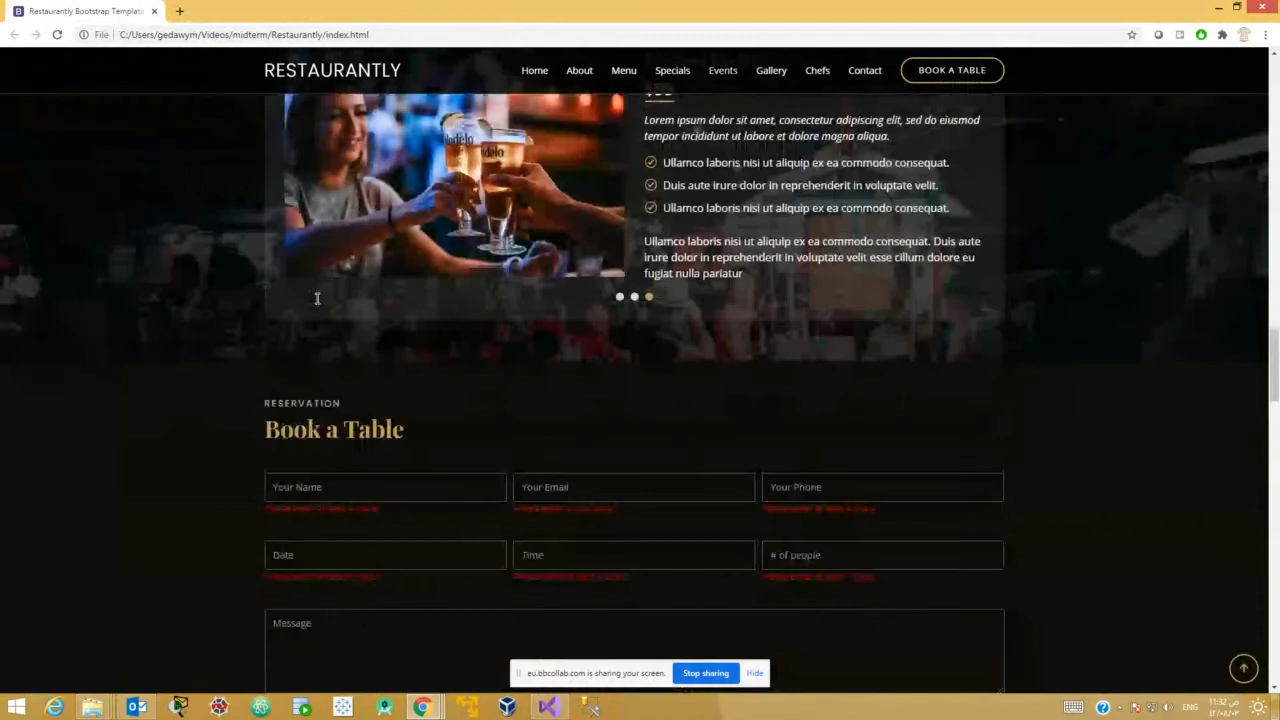 Restaurantly Bootstrap Template
File
C:/Users/gedawym/Videos/midterm/Restaurantly/index.html
RESTAURANTLY
Home
About
Menu
Specials
Events
Gallery
Chefs
Contact
BOOK A TABLE
Lorem ipsum dolor sit amet, consectetur adipiscing elit, sed do eiusmod
tempor incididunt ut labore et dolore magna aliqua.
Ullamco laboris nisi ut aliquip ex ea commodo consequat.
Duis aute irure dolor in reprehenderit in voluptate velit.
Ullamco laboris nisi ut aliquip ex ea commodo consequat.
Ullamco laboris nisi ut aliquip ex ea commodo consequat. Duis aute
irure dolor in reprehenderit in voluptate velit esse cillum dolore eu
fugiat nulla pariatur
RESERVATION
Book a Table
Your Name
Your Email
Your Phone
Date
Time
# of people
Message
eu.bbcollab.com is sharing your screen.
Stop sharing
Hide
ENG
11:32 ص